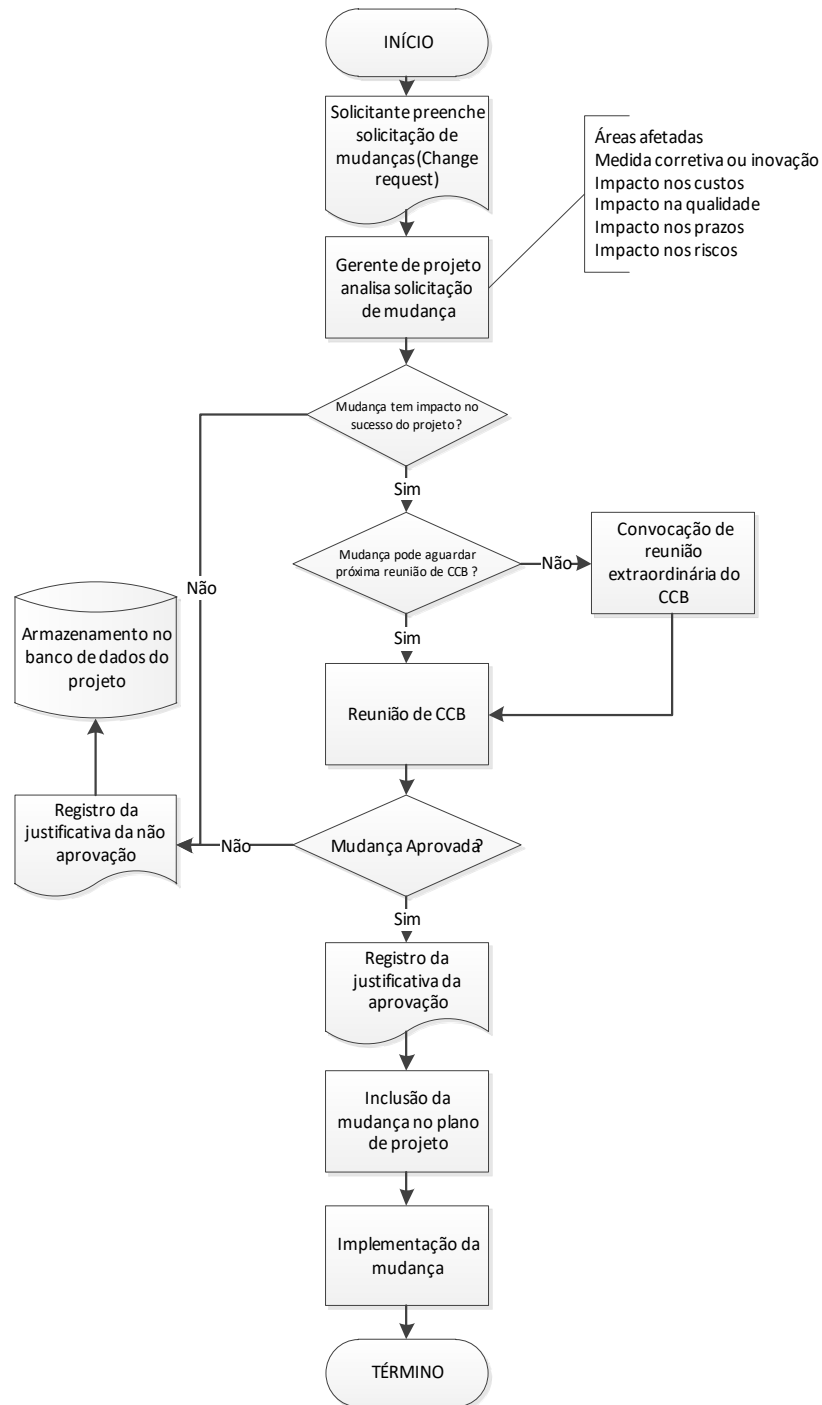 INÍCIO
Solicitante preenche
solicitação de
mudanças (Change
request)
Áreas afetadas
Medida corretiva ou inovação
Impacto nos custos
Impacto na qualidade
Impacto nos prazos
Impacto nos riscos
Gerente de projeto
analisa solicitação
de mudança
Mudança tem impacto no
sucesso do projeto?
Sim
Mudança pode aguardar
próxima reunião de CCB?
Não
Convocação de
reunião
extraordinária do
CCB
Não
Sim
Armazenamento no
banco de dados do
projeto
Reunião de CCB
Registro da
justificativa da não
aprovação
Não
Mudança Aprovada?
Sim
Registro da
justificativa da
aprovação
Inclusão da
mudança no plano
de projeto
Implementação da
mudança
TÉRMINO